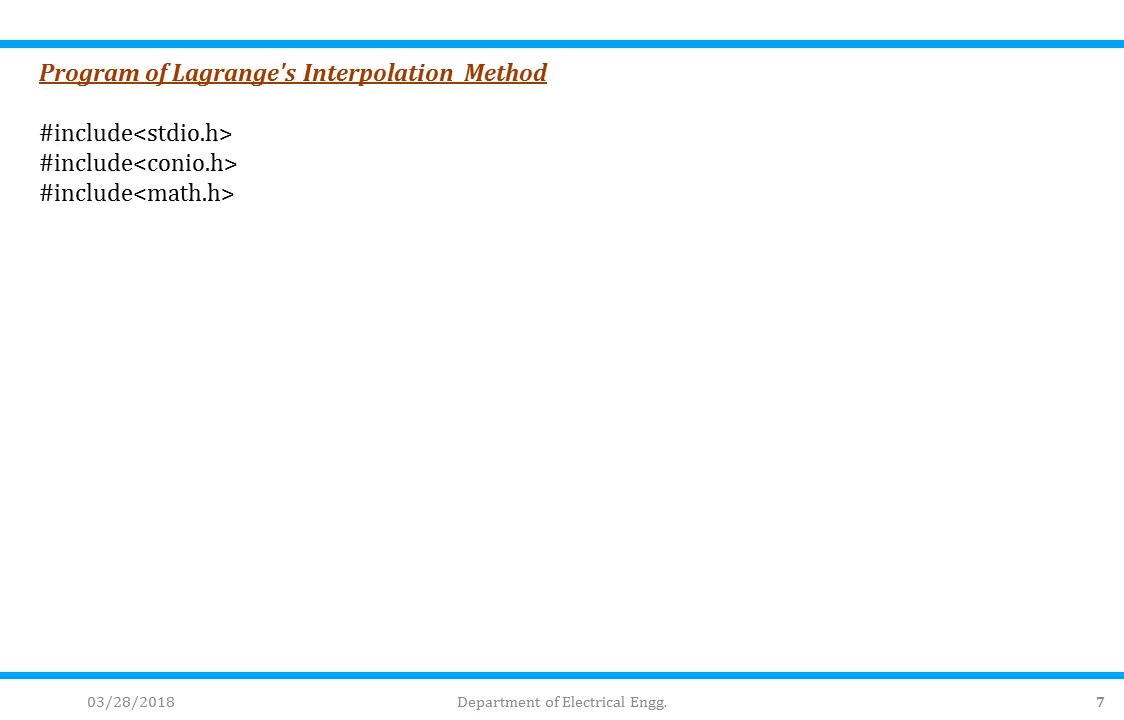 Program of Lagrange's Interpolation Method
#include<stdio.h>
#include<conio.h>
#include<math.h>
03/28/2018 Department of Electrical Engg. 7